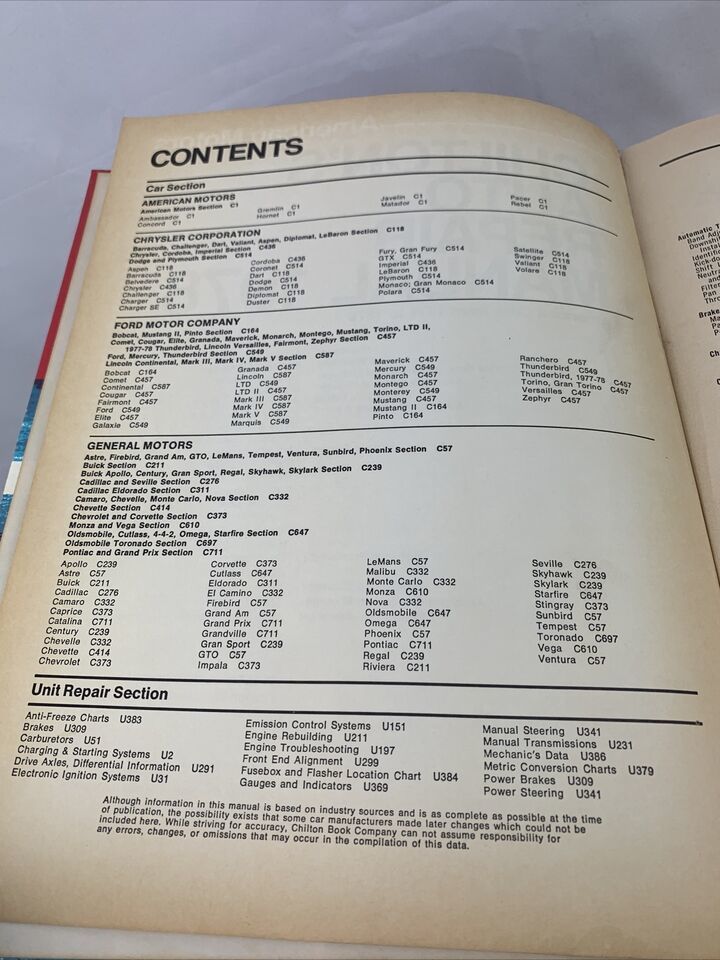 CONTENTS
Car Section
AMERICAN MOTORS
American Motors Section C1
Ambassador C1
Concord C1
Gremlin C1
Hornet C1
Javelin C1
Matador C1
Pacer C1
Rebel C1
CHRYSLER CORPORATION
Barracuda, Challenger, Dart, Valiant, Aspen, Diplomat, LeBaron Section C118
Chrysler, Cordoba, Imperial Section C436
Dodge and Plymouth Section C514
Aspen C118
Barracuda C118
Belvedere C514
Chrysler C436
Challenger C118
Charger C514
Charger SE C514
Cordoba C436
Coronet C514
Dart C118
Dodge C514
Demon C118
Diplomat C118
Duster C118
Fury, Gran Fury C514
GTX C514
Imperial C436
LeBaron C118
Plymouth C514
Monaco; Gran Monaco C514
Polara C514
Satellite C514
Swinger C118
Valiant C118
Volare C118
FORD MOTOR COMPANY
Bobcat, Mustang II, Pinto Section C164
Comet, Cougar, Elite, Granada, Maverick, Monarch, Montego, Mustang, Torino, LTD II,
1977-78 Thunderbird, Lincoln Versailles, Fairmont, Zephyr Section C457
Ford, Mercury, Thunderbird Section C549
Lincoln Continental, Mark III, Mark IV, Mark V Section C587
Bobcat C164
Comet C457
Continental C587
Cougar C457
Fairmont C457
Ford C549
Elite C457
Galaxie C549
Granada C457
Lincoln C587
LTD C549
LTD II C457
Mark III C587
Mark IV C587
Mark V C587
Marquis C549
Maverick C457
Mercury C549
Monarch C457
Montego C457
Monterey C549
Mustang C457
Mustang II C164
Pinto C164
Ranchero C457
Thunderbird C549
Thunderbird, 1977-78 C457
Torino, Gran Torino C457
Versailles C457
Zephyr C457
GENERAL MOTORS
Astre, Firebird, Grand Am, GTO, LeMans, Tempest, Ventura, Sunbird, Phoenix Section C57
Buick Section C211
Buick Apollo, Century, Gran Sport, Regal, Skyhawk, Skylark Section C239
Cadillac and Seville Section C276
Cadillac Eldorado Section C311
Camaro, Chevelle, Monte Carlo, Nova Section C332
Chevette Section C414
Chevrolet and Corvette Section C373
Monza and Vega Section C610
Oldsmobile, Cutlass, 4-4-2, Omega, Starfire Section C647
Oldsmobile Toronado Section C697
Pontiac and Grand Prix Section C711
Apollo C239
Astre C57
Buick C211
Cadillac C276
Camaro C332
Caprice C373
Catalina C711
Century C239
Chevelle C332
Chevette C414
Chevrolet C373
Corvette C373
Cutlass C647
Eldorado C311
El Camino C332
Firebird C57
Grand Am C57
Grand Prix C711
Grandville C711
Gran Sport C239
GTO C57
Impala C373
LeMans C57
Malibu C332
Monte Carlo C332
Monza C610
Nova C332
Oldsmobile C647
Omega C647
Phoenix C57
Pontiac C711
Regal C239
Riviera C211
Seville C276
Skyhawk C239
Skylark C239
Starfire C647
Stingray C373
Sunbird C57
Tempest C57
Toronado C697
Vega C610
Ventura C57
Unit Repair Section
Anti-Freeze Charts U383
Brakes U309
Carburetors U51
Charging & Starting Systems U2
Drive Axles, Differential Information U291
Electronic Ignition Systems U31
Emission Control Systems U151
Engine Rebuilding U211
Engine Troubleshooting U197
Front End Alignment U299
Fusebox and Flasher Location Chart U384
Gauges and Indicators U369
Manual Steering U341
Manual Transmissions U231
Mechanic's Data U386
Metric Conversion Charts U379
Power Brakes U309
Power Steering U341
Although information in this manual is based on industry sources and is as complete as possible at the time
of publication, the possibility exists that some car manufacturers made later changes which could not be
included here. While striving for accuracy, Chilton Book Company can not assume responsibility for
any errors, changes, or omissions that may occur in the compilation of this data.
Automatic T
Band Adj